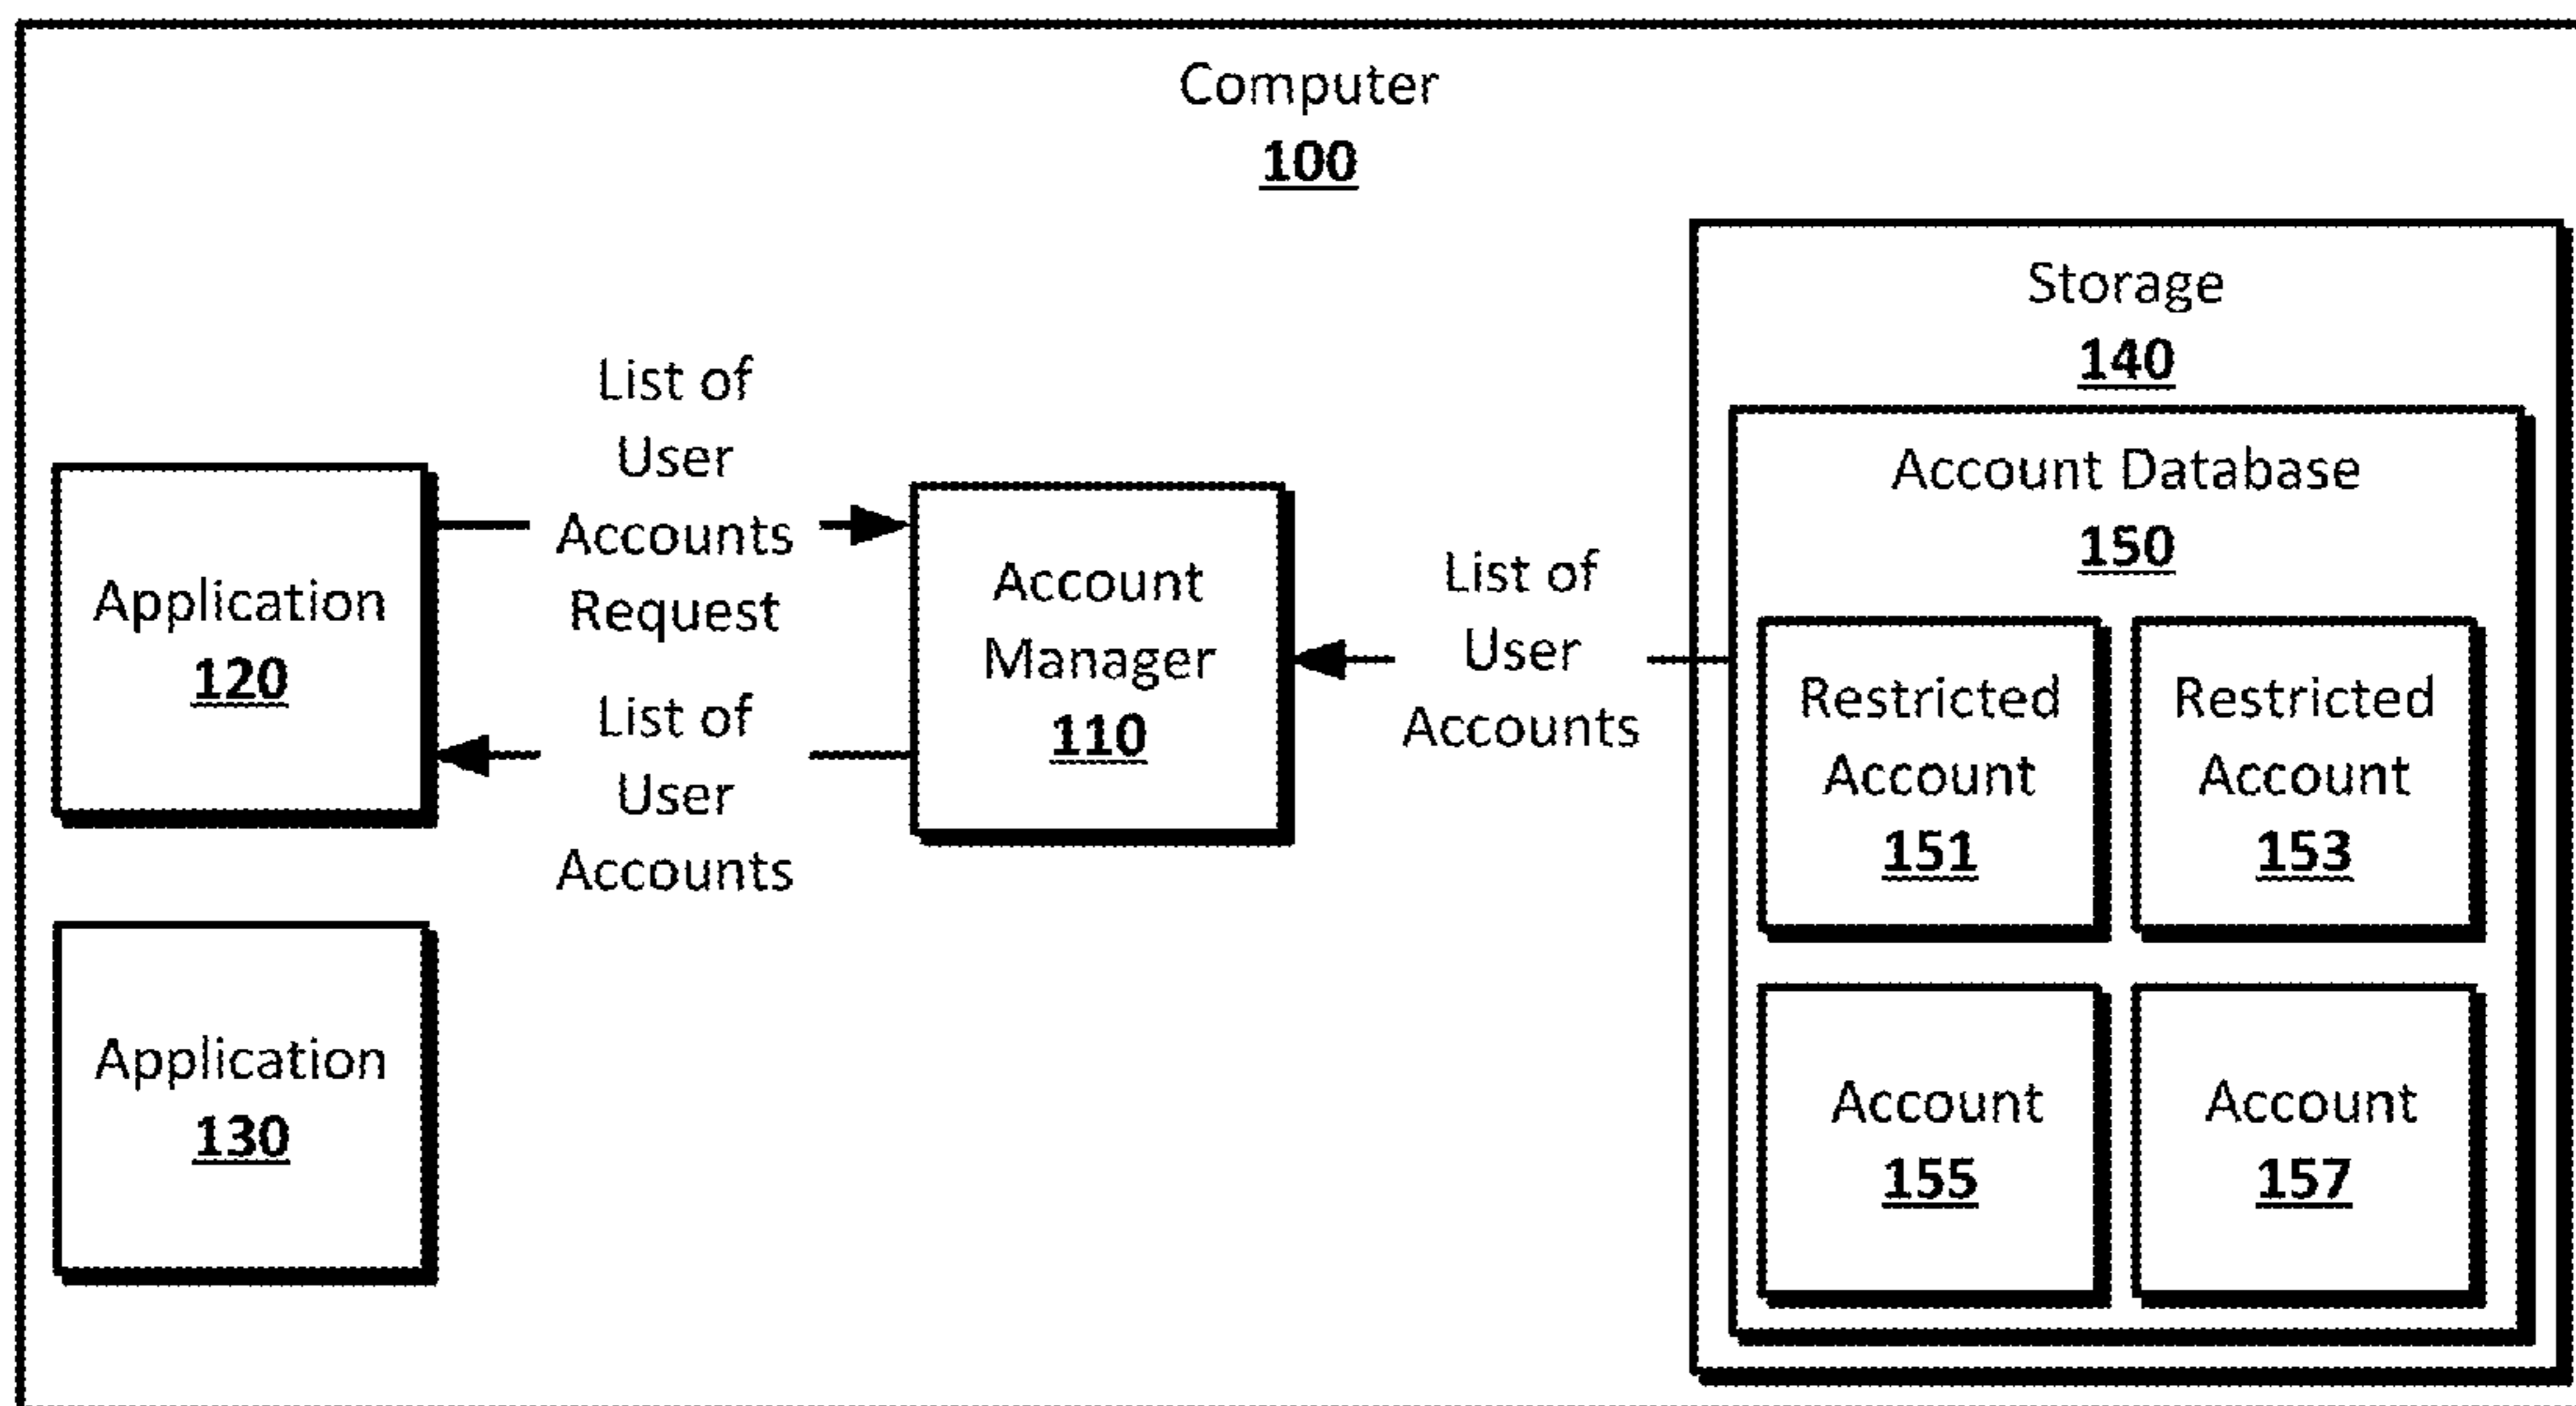 Computer
100
Storage
140
Account Database
150
List of
User
Accounts
Request
Application
120
List of
User
Accounts
Account
Manager
110
List of
User
Accounts
Restricted
Account
151
Restricted
Account
153
Application
130
Account
155
Account
157